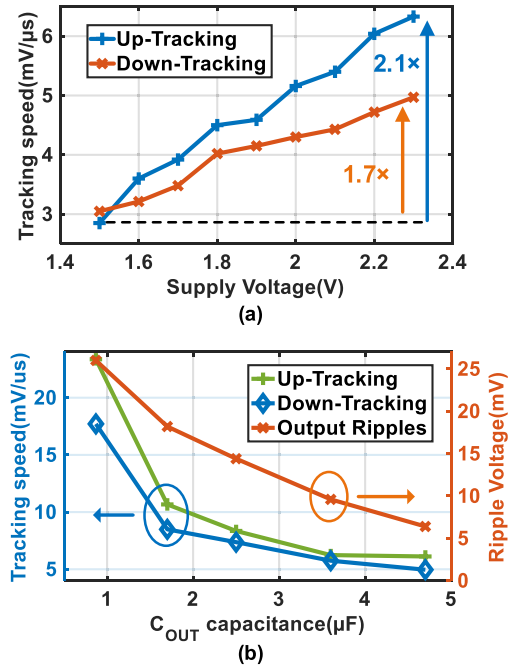 Tracking speed(mV/µs)
6
5
4
3
Up-Tracking
Down-Tracking
2.1×
1.7×
1.4
1.6
1.8
2
2.2
2.4
Supply Voltage(V)
(a)
Tracking speed(mV/us)
20
15
10
5
Up-Tracking
Down-Tracking
Output Ripples
25
20
15
10
5
0
Ripple Voltage(mV)
1
2
3
4
5
C_OUT capacitance(µF)
(b)